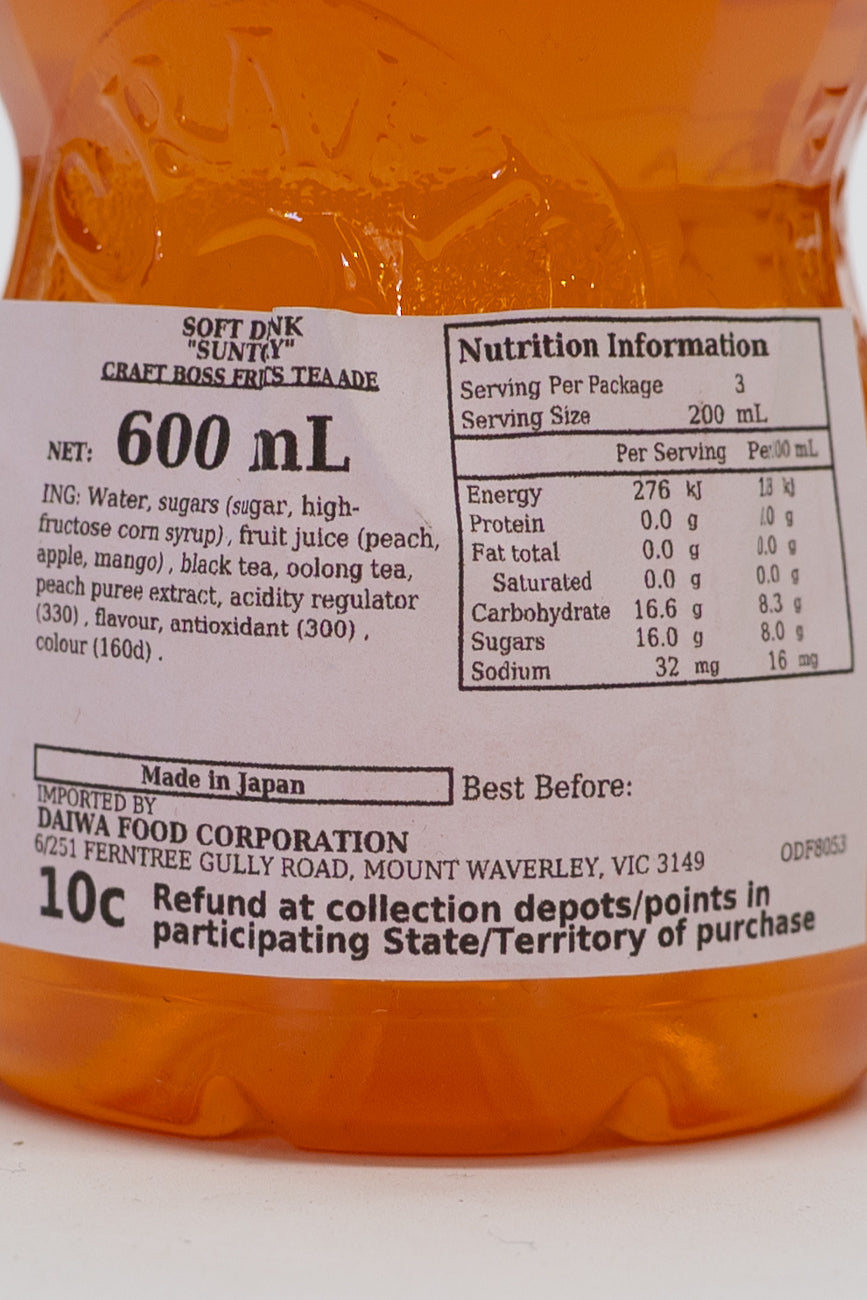 SOFT DNK
"SUNTY"
CRAFT BOSS TEA ADE
NET: 600 mL
ING: Water, sugars (sugar, high-
fructose corn syrup) , fruit juice (peach,
apple, mango) , black tea, oolong tea,
peach puree extract, acidity regulator
(330) , flavour, antioxidant (300) ,
colour (160d) .
Nutrition Information
Serving Per Package 3
Serving Size 200 mL
Per Serving mL
Energy 276 kJ kJ
Protein 0.0 g g
Fat total 0.0 g 0.0 g
Saturated 0.0 g 0.0 g
Carbohydrate 16.6 g 8.3 g
Sugars 16.0 g 8.0 g
Sodium 32 mg 16 mg
Made in Japan
Best Before:
IMPORTED BY
DAIWA FOOD CORPORATION
6/251 FERNTREE GULLY ROAD, MOUNT WAVERLEY, VIC 3149
ODF8053
10c Refund at collection depots/points in
participating State/Territory of purchase